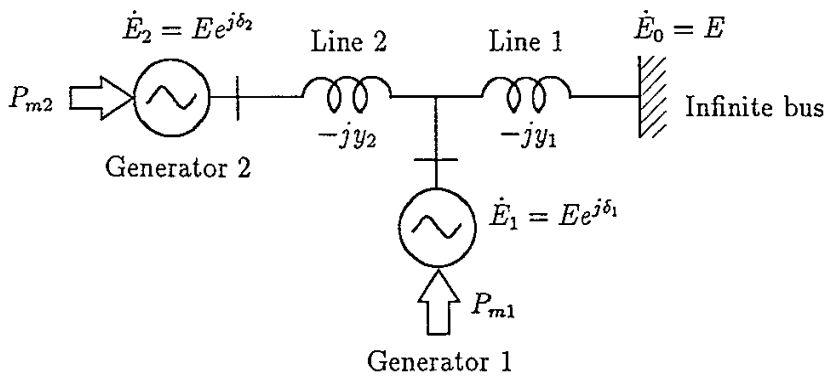 Ė₂ = Ee^{jδ₂}
Line 2
Line 1
Ė₀ = E
P_{m2}
Infinite bus
−jy₂
−jy₁
Generator 2
Ė₁ = Ee^{jδ₁}
P_{m1}
Generator 1